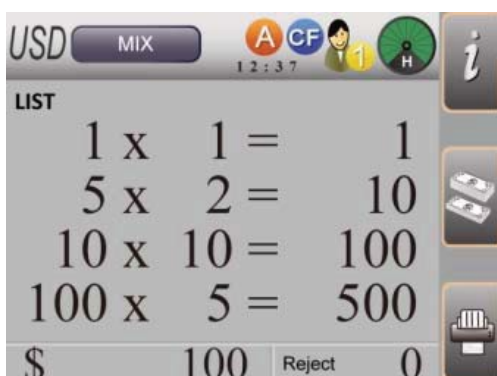 USD MIX A CF 1 H i
12:37
LIST
1 x 1 = 1
5 x 2 = 10
10 x 10 = 100
100 x 5 = 500
$ 100 Reject 0